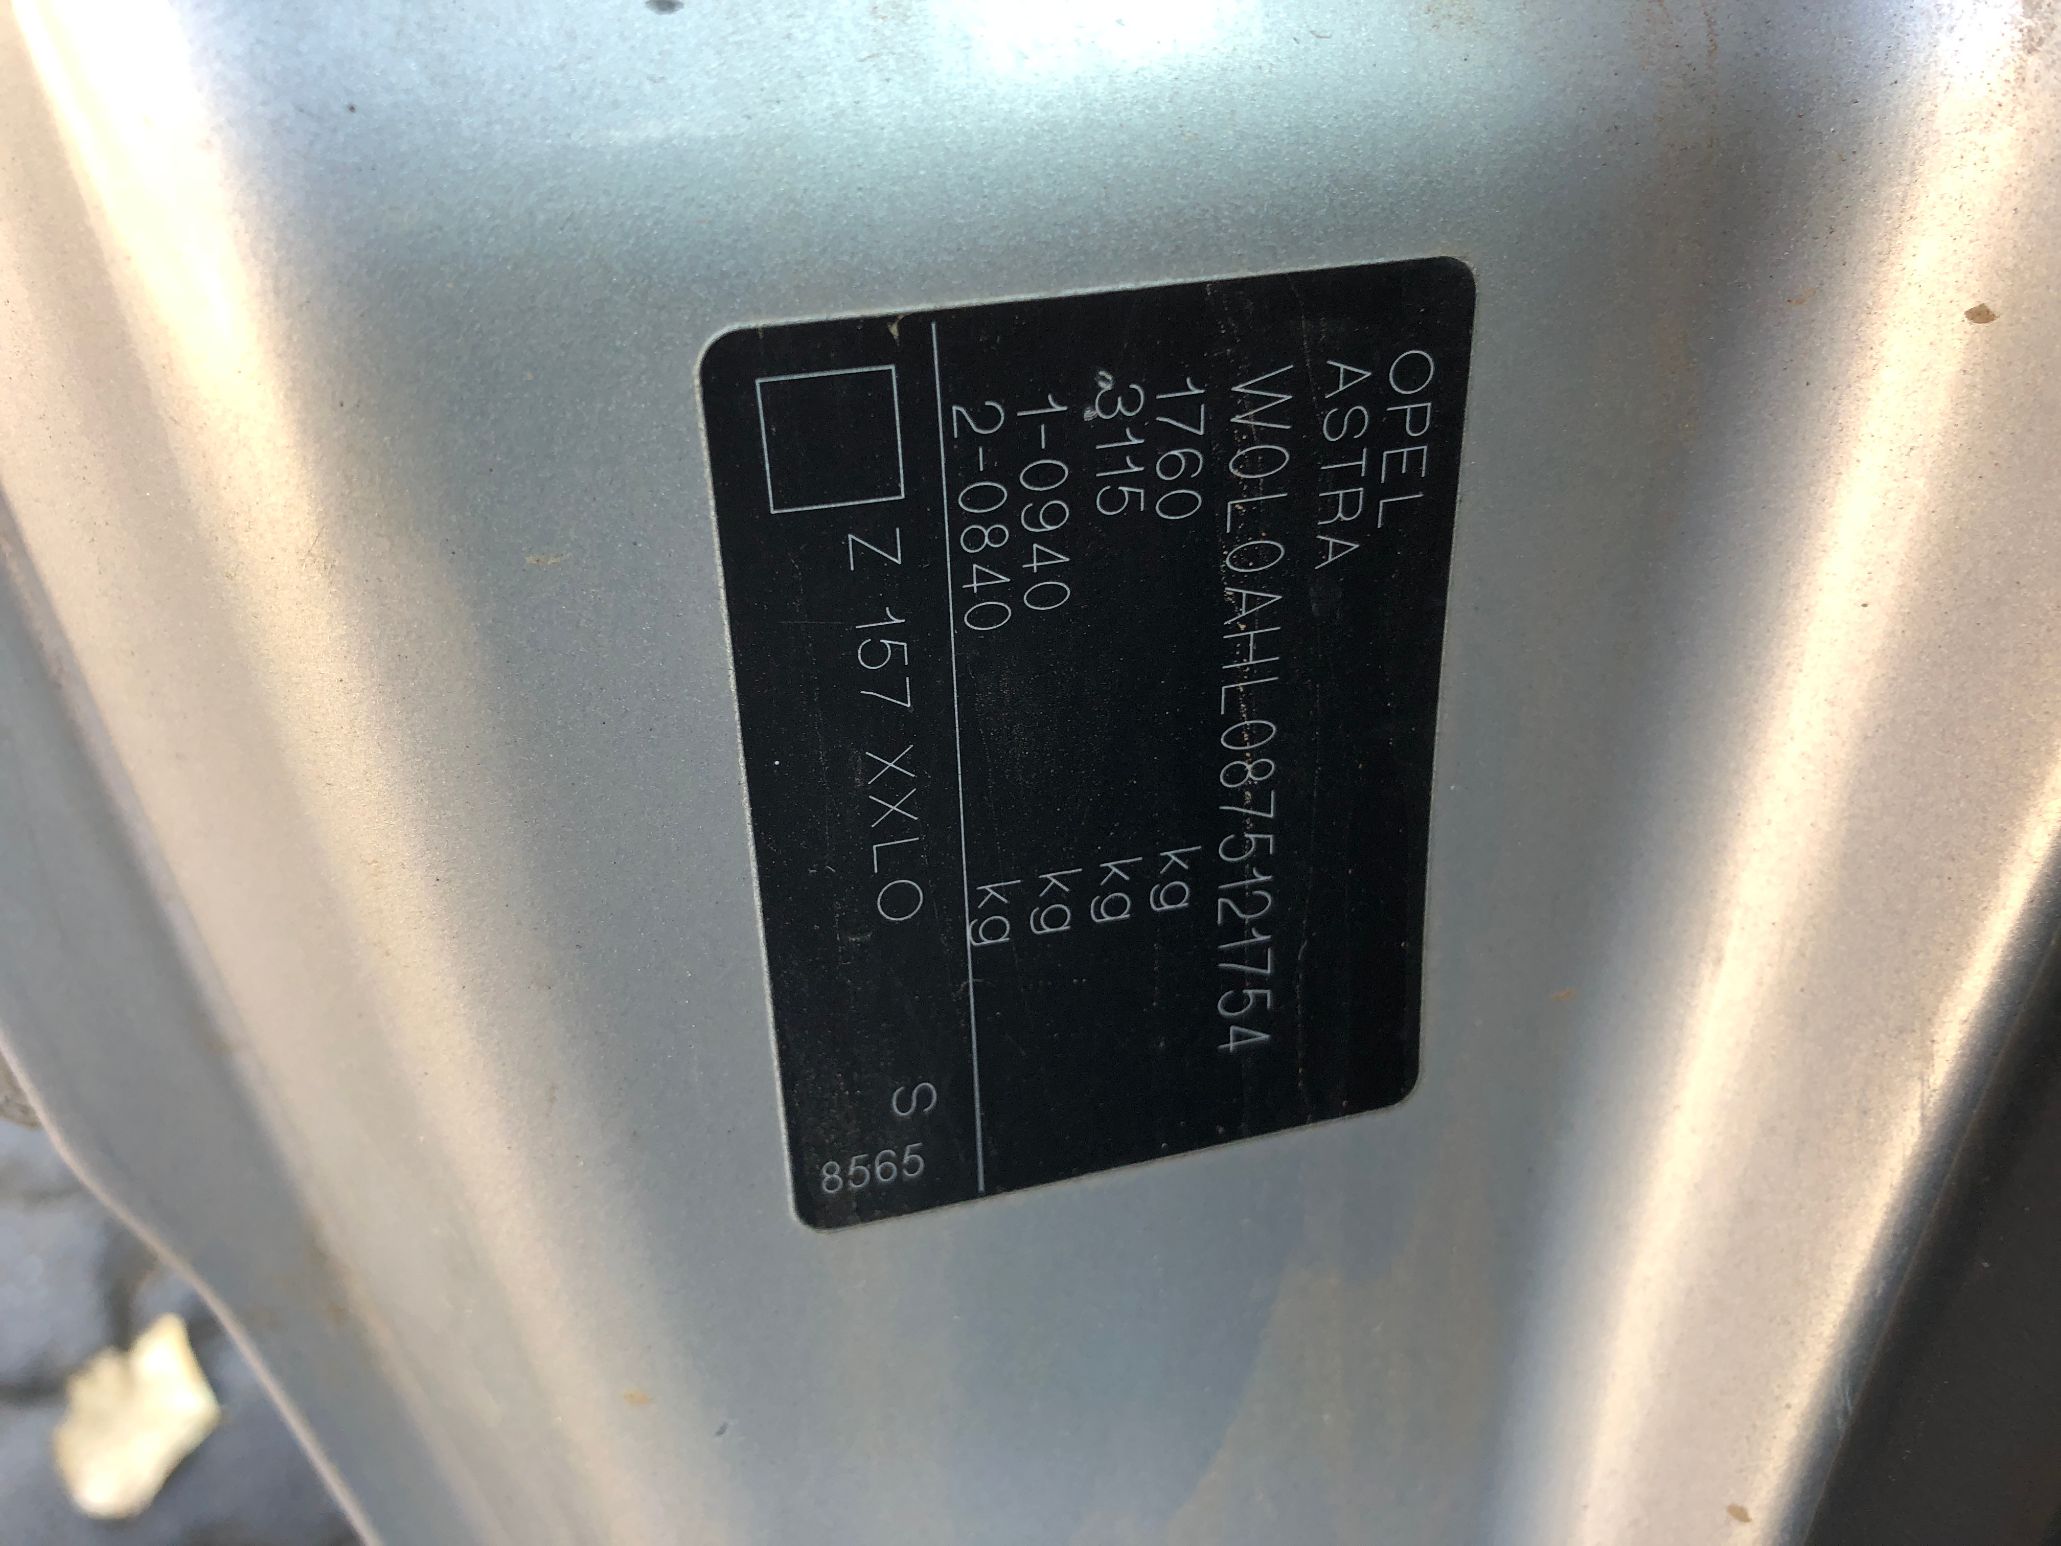 OPEL
ASTRA
W0L0AHL0875121754
1760 kg
3115 kg
1-0940 kg
2-0840 kg
Z 157 XXLO S
8565